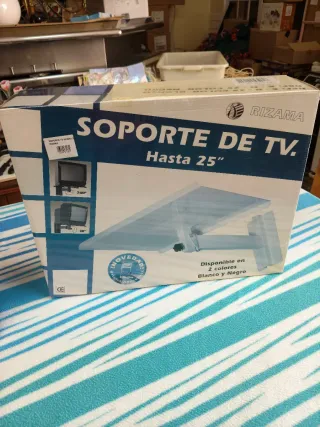 RIZAMA
SOPORTE DE TV.
Hasta 25"
Disponible en
2 colores
Blanco y Negro